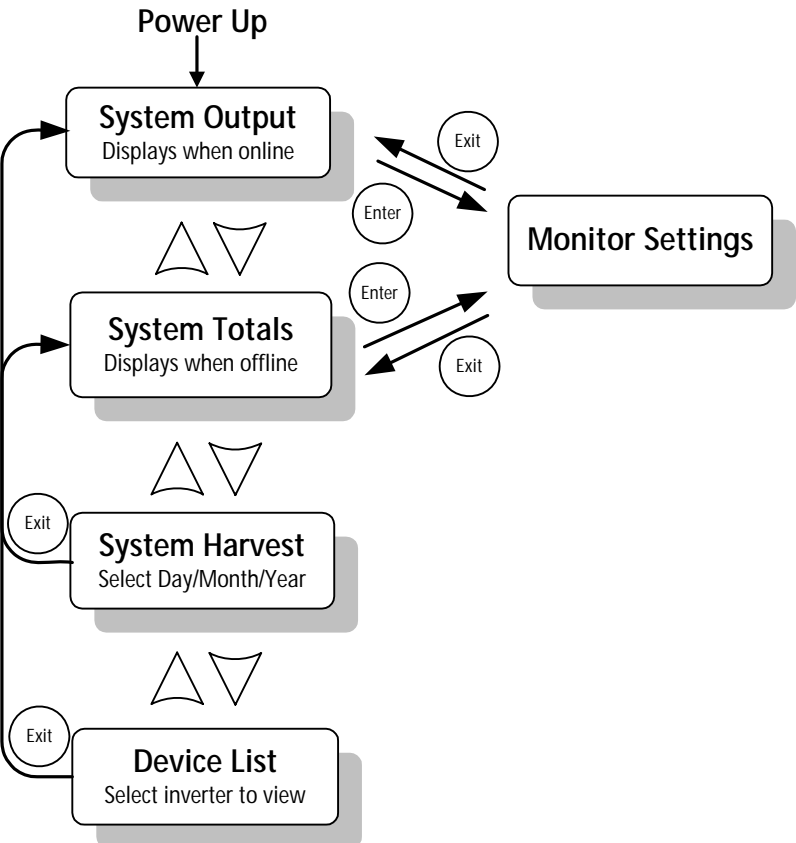 Power Up
System Output
Displays when online
Exit
Enter
Monitor Settings
Enter
System Totals
Displays when offline
Exit
Exit
System Harvest
Select Day/Month/Year
Exit
Device List
Select inverter to view